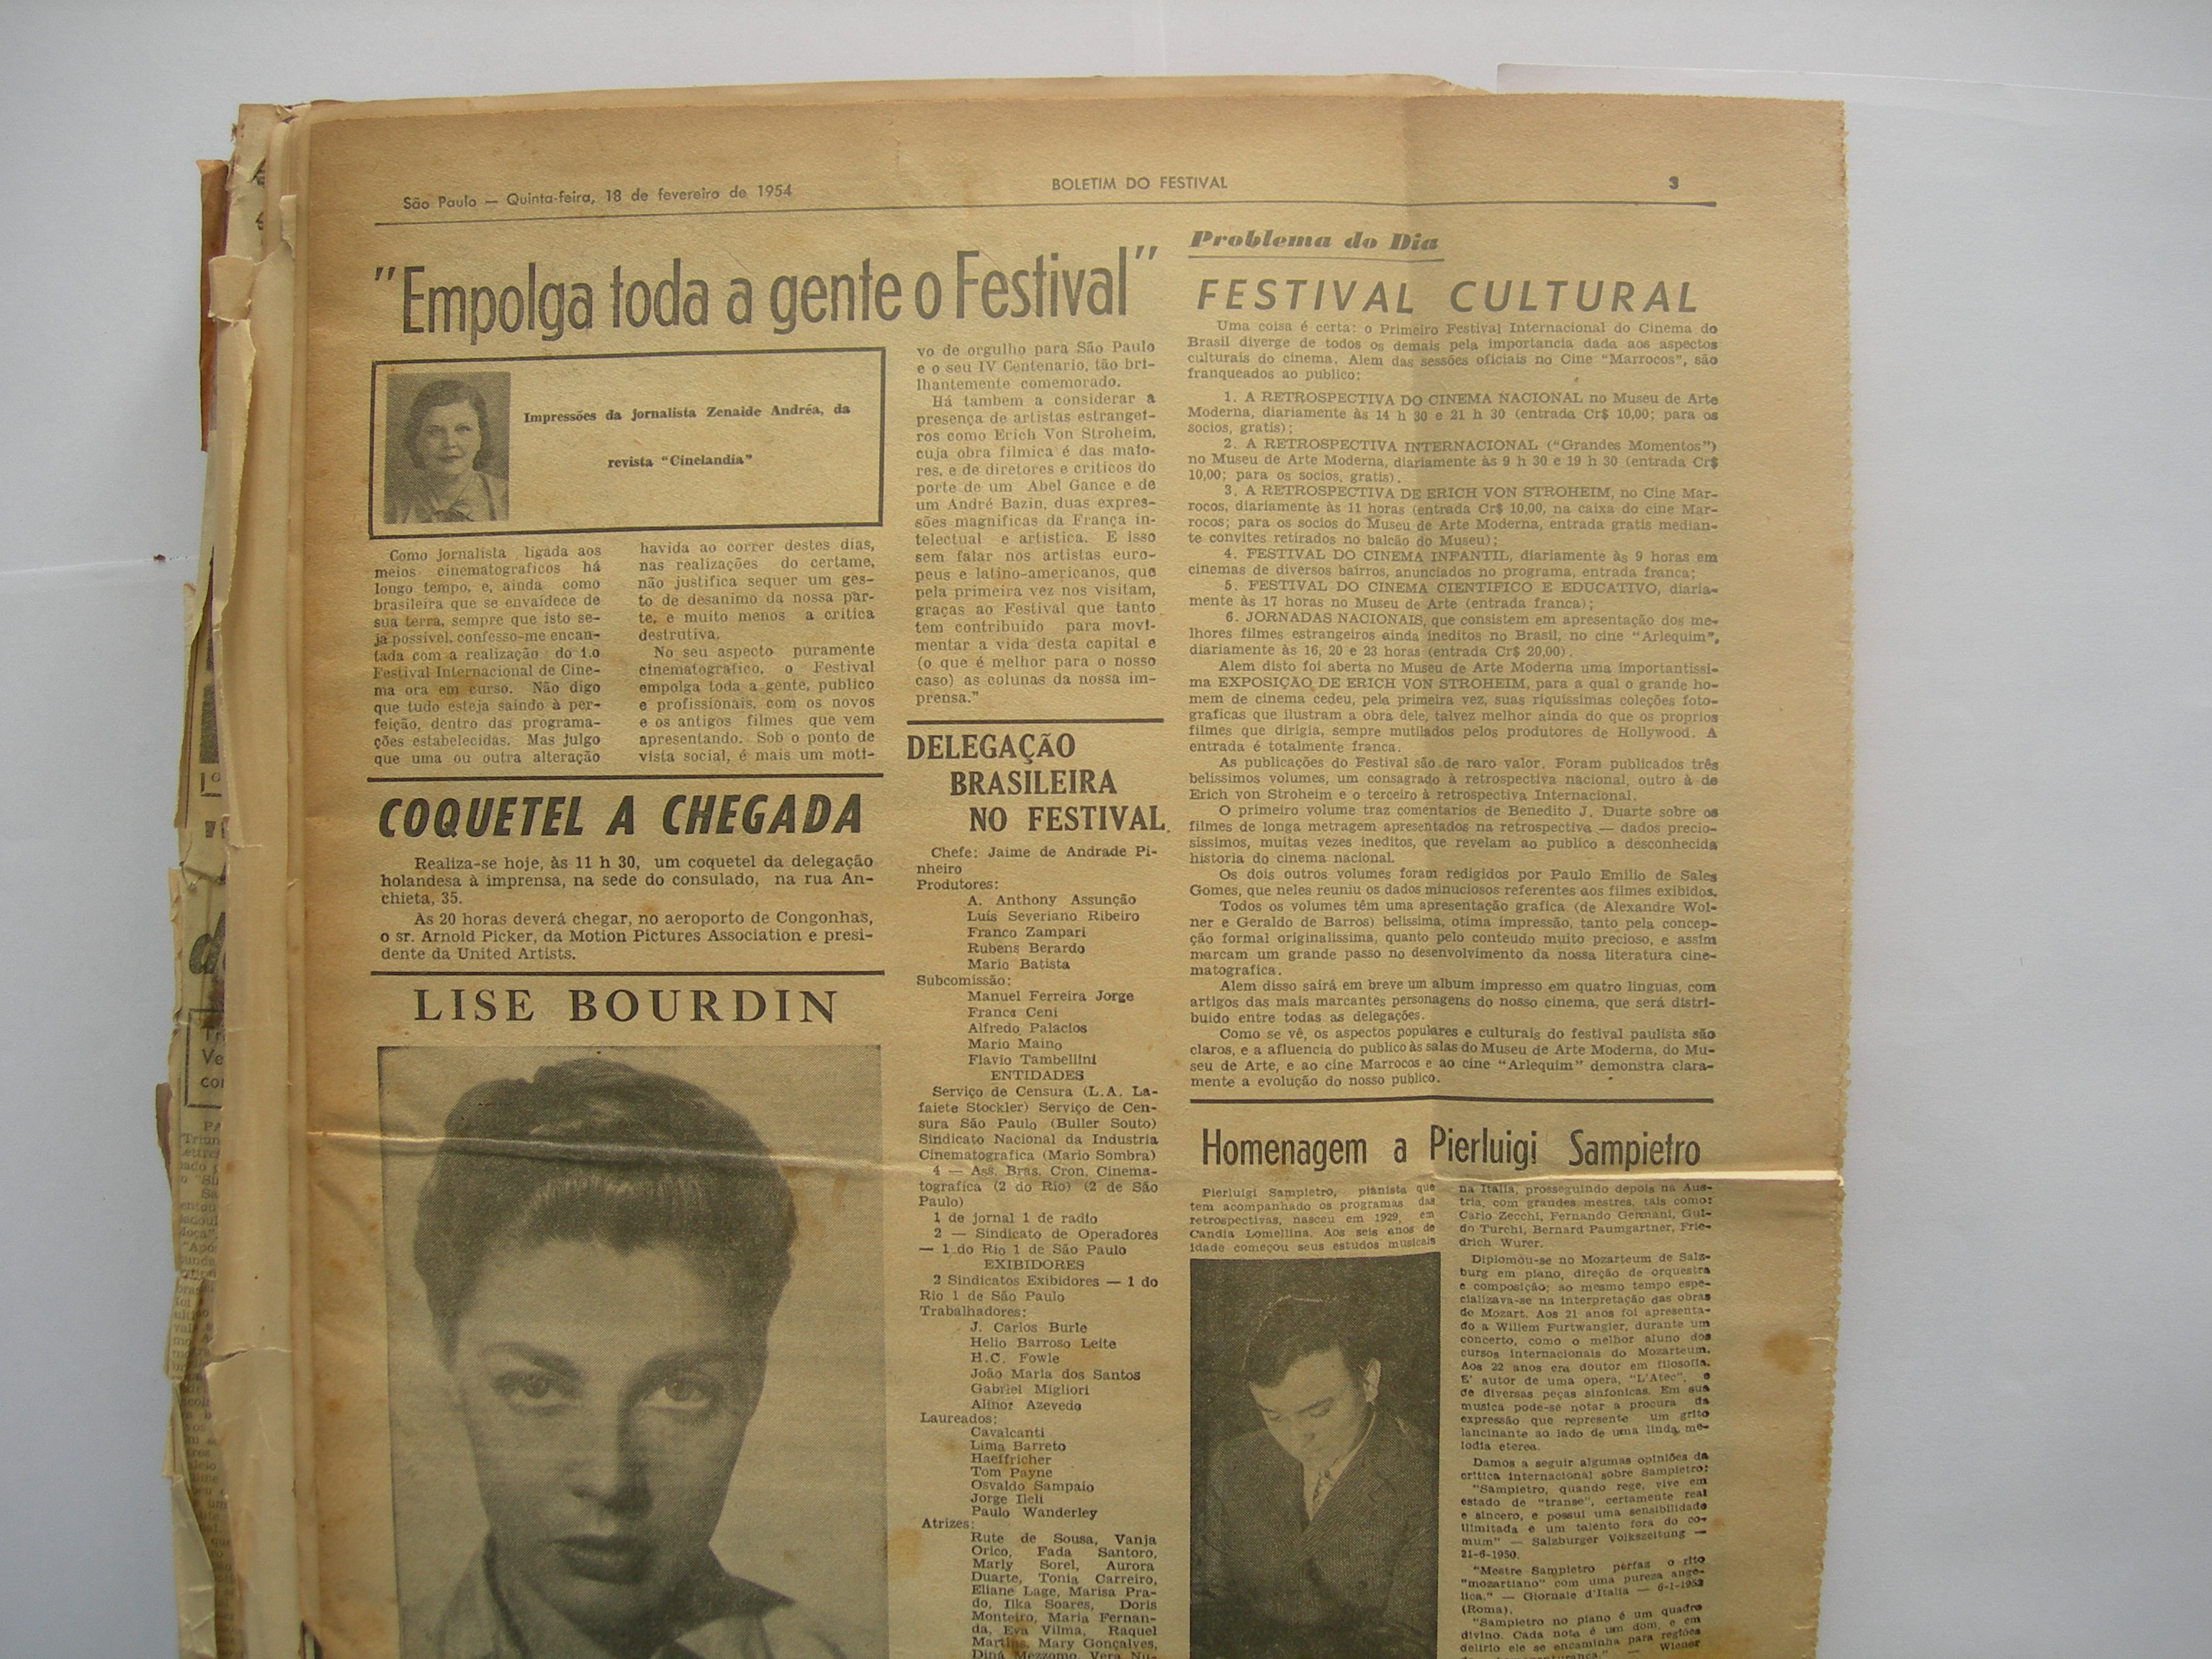 São Paulo — Quinta-feira, 18 de fevereiro de 1954
BOLETIM DO FESTIVAL
3
"Empolga toda a gente o Festival"
Impressões da jornalista Zenaide Andréa, da
revista "Cinelandia"
Como jornalista ligada aos
meios cinematograficos há
longo tempo, e, ainda como
brasileira que se envaidece de
sua terra, sempre que isto se-
ja possivel, confesso-me encan-
tada com a realização do 1.o
Festival Internacional de Cine-
ma ora em curso. Não digo
que tudo esteja saindo à per-
feição, dentro das programa-
ções estabelecidas. Mas julgo
que uma ou outra alteração
havida ao correr destes dias,
nas realizações do certame,
não justifica sequer um ges-
to de desanimo da nossa par-
te, e muito menos a critica
destrutiva.
No seu aspecto puramente
cinematografico, o Festival
empolga toda a gente, publico
e profissionais, com os novos
e os antigos filmes que vem
apresentando. Sob o ponto de
vista social, é mais um moti-
vo de orgulho para São Paulo
e o seu IV Centenario, tão bri-
lhantemente comemorado.
Há tambem a considerar a
presença de artistas estrangei-
ros como Erich Von Stroheim,
cuja obra filmica é das maio-
res, e de diretores e criticos do
porte de um Abel Gance e de
um André Bazin, duas expres-
sões magnificas da França in-
telectual e artistica. E isso
sem falar nos artistas euro-
peus e latino-americanos, que
pela primeira vez nos visitam,
graças ao Festival que tanto
tem contribuido para movi-
mentar a vida desta capital e
(o que é melhor para o nosso
caso) as colunas da nossa im-
prensa."
COQUETEL A CHEGADA
Realiza-se hoje, às 11 h 30, um coquetel da delegação
holandesa à imprensa, na sede do consulado, na rua An-
chieta, 35.
As 20 horas deverá chegar, no aeroporto de Congonhas,
o sr. Arnold Picker, da Motion Pictures Association e presi-
dente da United Artists.
LISE BOURDIN
DELEGAÇÃO
BRASILEIRA
NO FESTIVAL
Chefe: Jaime de Andrade Pi-
nheiro
Produtores:
A. Anthony Assunção
Luís Severiano Ribeiro
Franco Zampari
Rubens Berardo
Mario Batista
Subcomissão:
Manuel Ferreira Jorge
Franca Ceni
Alfredo Palacios
Mario Maino
Flavio Tambellini
ENTIDADES
Serviço de Censura (L.A. La-
faiete Stockler) Serviço de Cen-
sura São Paulo (Buller Souto)
Sindicato Nacional da Industria
Cinematografica (Mario Sombra)
4 — Ass. Bras. Cron. Cinema-
tografica (2 do Rio) (2 de São
Paulo)
1 de jornal 1 de radio
2 — Sindicato de Operadores
— 1 do Rio 1 de São Paulo
EXIBIDORES
2 Sindicatos Exibidores — 1 do
Rio 1 de São Paulo
Trabalhadores:
J. Carlos Burle
Helio Barroso Leite
H.C. Fowle
João Maria dos Santos
Gabriel Migliori
Alinor Azevedo
Laureados:
Cavalcanti
Lima Barreto
Haeffricher
Tom Payne
Osvaldo Sampaio
Jorge Ileli
Paulo Wanderley
Atrizes:
Rute de Sousa, Vanja
Orico, Fada Santoro,
Marly Sorel, Aurora
Duarte, Tonia Carreiro,
Eliane Lage, Marisa Pra-
do, Ilka Soares, Doris
Monteiro, Maria Fernan-
da, Eva Vilma, Raquel
Martins, Mary Gonçalves,
Diná Mezzomo, Vera Nu-
Problema do Dia
FESTIVAL CULTURAL
Uma coisa é certa: o Primeiro Festival Internacional do Cinema do
Brasil diverge de todos os demais pela importancia dada aos aspectos
culturais do cinema. Alem das sessões oficiais no Cine "Marrocos", são
franqueados ao publico:
1. A RETROSPECTIVA DO CINEMA NACIONAL no Museu de Arte
Moderna, diariamente às 14 h 30 e 21 h 30 (entrada Cr$ 10,00; para os
socios, gratis);
2. A RETROSPECTIVA INTERNACIONAL ("Grandes Momentos")
no Museu de Arte Moderna, diariamente às 9 h 30 e 19 h 30 (entrada Cr$
10,00; para os socios, gratis).
3. A RETROSPECTIVA DE ERICH VON STROHEIM, no Cine Mar-
rocos, diariamente às 11 horas (entrada Cr$ 10,00, na caixa do cine Mar-
rocos; para os socios do Museu de Arte Moderna, entrada gratis median-
te convites retirados no balcão do Museu);
4. FESTIVAL DO CINEMA INFANTIL, diariamente às 9 horas em
cinemas de diversos bairros, anunciados no programa, entrada franca;
5. FESTIVAL DO CINEMA CIENTIFICO E EDUCATIVO, diaria-
mente às 17 horas no Museu de Arte (entrada franca);
6. JORNADAS NACIONAIS, que consistem em apresentação dos me-
lhores filmes estrangeiros ainda ineditos no Brasil, no cine "Arlequim",
diariamente às 16, 20 e 23 horas (entrada Cr$ 20,00).
Alem disto foi aberta no Museu de Arte Moderna uma importantissi-
ma EXPOSIÇÃO DE ERICH VON STROHEIM, para a qual o grande ho-
mem de cinema cedeu, pela primeira vez, suas riquissimas coleções foto-
graficas que ilustram a obra dele, talvez melhor ainda do que os proprios
filmes que dirigia, sempre mutilados pelos produtores de Hollywood. A
entrada é totalmente franca.
As publicações do Festival são de raro valor. Foram publicados três
belissimos volumes, um consagrado à retrospectiva nacional, outro à de
Erich von Stroheim e o terceiro à retrospectiva Internacional.
O primeiro volume traz comentarios de Benedito J. Duarte sobre os
filmes de longa metragem apresentados na retrospectiva — dados precio-
sissimos, muitas vezes ineditos, que revelam ao publico a desconhecida
historia do cinema nacional.
Os dois outros volumes foram redigidos por Paulo Emilio de Sales
Gomes, que neles reuniu os dados minuciosos referentes aos filmes exibidos.
Todos os volumes têm uma apresentação grafica (de Alexandre Wol-
ner e Geraldo de Barros) belissima, otima impressão, tanto pela concep-
ção formal originalissima, quanto pelo conteudo muito precioso, e assim
marcam um grande passo no desenvolvimento da nossa literatura cine-
matografica.
Alem disso sairá em breve um album impresso em quatro linguas, com
artigos das mais marcantes personagens do nosso cinema, que será distri-
buido entre todas as delegações.
Como se vê, os aspectos populares e culturais do festival paulista são
claros, e a afluencia do publico às salas do Museu de Arte Moderna, do Mu-
seu de Arte, e ao cine Marrocos e ao cine "Arlequim" demonstra clara-
mente a evolução do nosso publico.
Homenagem a Pierluigi Sampietro
Pierluigi Sampietro, pianista que
tem acompanhado os programas das
retrospectivas, nasceu em 1929, em
Candia Lomellina. Aos seis anos de
idade começou seus estudos musicais
na Italia, prosseguindo depois na Aus-
tria, com grandes mestres, tais como:
Carlo Zecchi, Fernando Germani, Gui-
do Turchi, Bernard Paumgartner, Frie-
drich Wurer.
Diplomou-se no Mozarteum de Salz-
burg em piano, direção de orquestra
e composição; ao mesmo tempo espe-
cializava-se na interpretação das obras
de Mozart. Aos 21 anos foi apresenta-
do a Willem Furtwangler, durante um
concerto, como o melhor aluno dos
cursos internacionais do Mozarteum.
Aos 22 anos era doutor em filosofia.
E' autor de uma opera, "L'Atec", e
de diversas peças sinfonicas. Em sua
musica pode-se notar a procura da
expressão que represente um grito
lancinante ao lado de uma linda me-
lodia eterea.
Damos a seguir algumas opiniões da
critica internacional sobre Sampietro:
"Sampietro, quando rege, vive em
estado de "transe", certamente real
e sincero, e possui uma sensibilidade
ilimitada e um talento fora do co-
mum" — Salzburger Volkszeitung —
21-6-1950.
"Mestre Sampietro perfaz o rito
"mozartiano" com uma pureza ange-
lica." — Giornale d'Italia — 6-1-1953
(Roma).
"Sampietro no piano é um quadro
divino. Cada nota é um dom, e em
delirio ele se encaminha para regiões
— Wiener